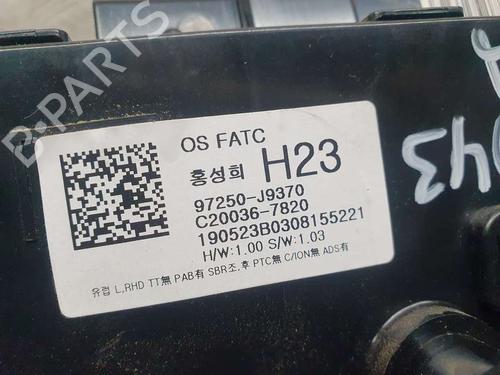 OS FATC
홍성희 H23
97250-J9370
C20036-7820
190523B0308155221
H/W:1.00 S/W:1.03
유럽 L,RHD TT無 PAB有 SBR조,후 PTC無 C/ION無 ADS有
B-PARTS
43